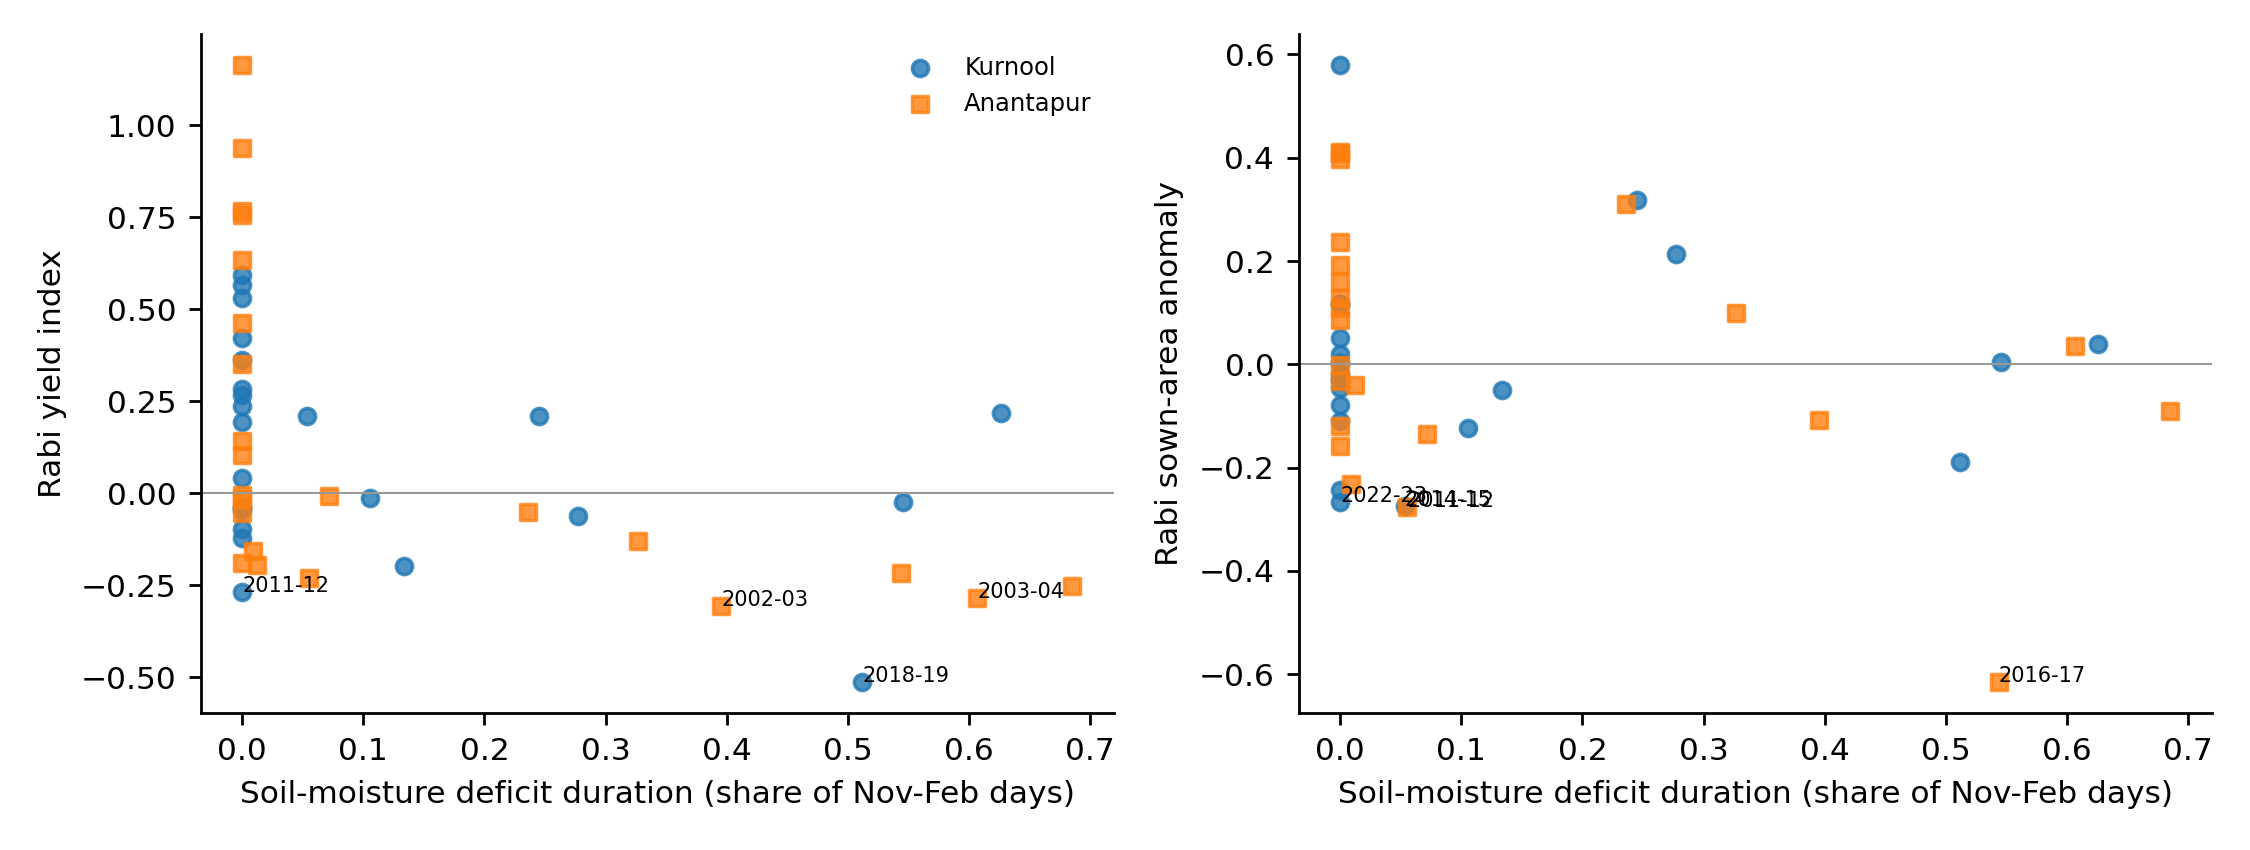 Kurnool
Anantapur
Rabi yield index
1.00
0.75
0.50
0.25
0.00
−0.25
−0.50
2011-12
2002-03
2003-04
2018-19
0.0 0.1 0.2 0.3 0.4 0.5 0.6 0.7
Soil-moisture deficit duration (share of Nov-Feb days)
Rabi sown-area anomaly
0.6
0.4
0.2
0.0
−0.2
−0.4
−0.6
2022-23
2014-15
2011-12
2016-17
0.0 0.1 0.2 0.3 0.4 0.5 0.6 0.7
Soil-moisture deficit duration (share of Nov-Feb days)